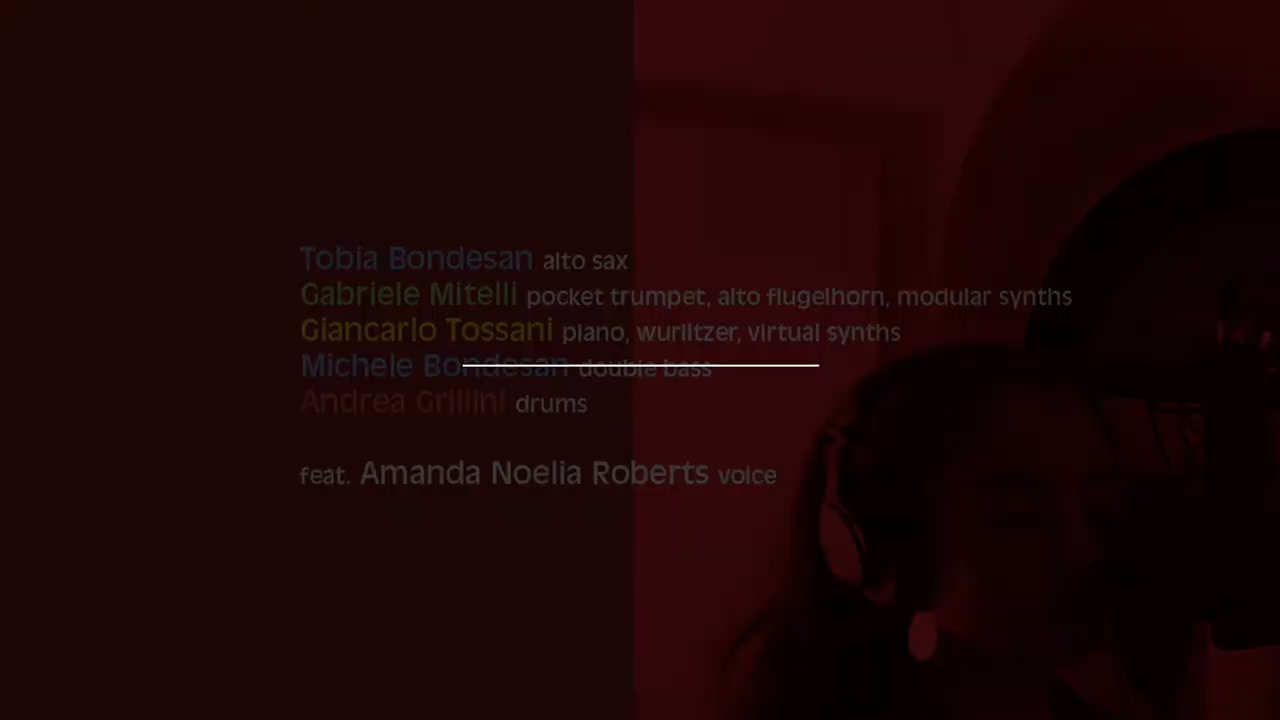 Tobia Bondesan alto sax
Gabriele Mitelli pocket trumpet, alto flugelhorn, modular synths
Giancarlo Tossani piano, wurlitzer, virtual synths
Michele Bondesan double bass
Andrea Grillini drums
feat. Amanda Noelia Roberts voice